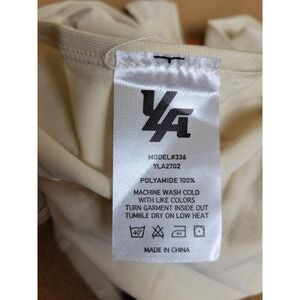 YLA
MODEL#336
YLA2702
POLYAMIDE 100%
MACHINE WASH COLD
WITH LIKE COLORS
TURN GARMENT INSIDE OUT
TUMBLE DRY ON LOW HEAT
40°
MADE IN CHINA